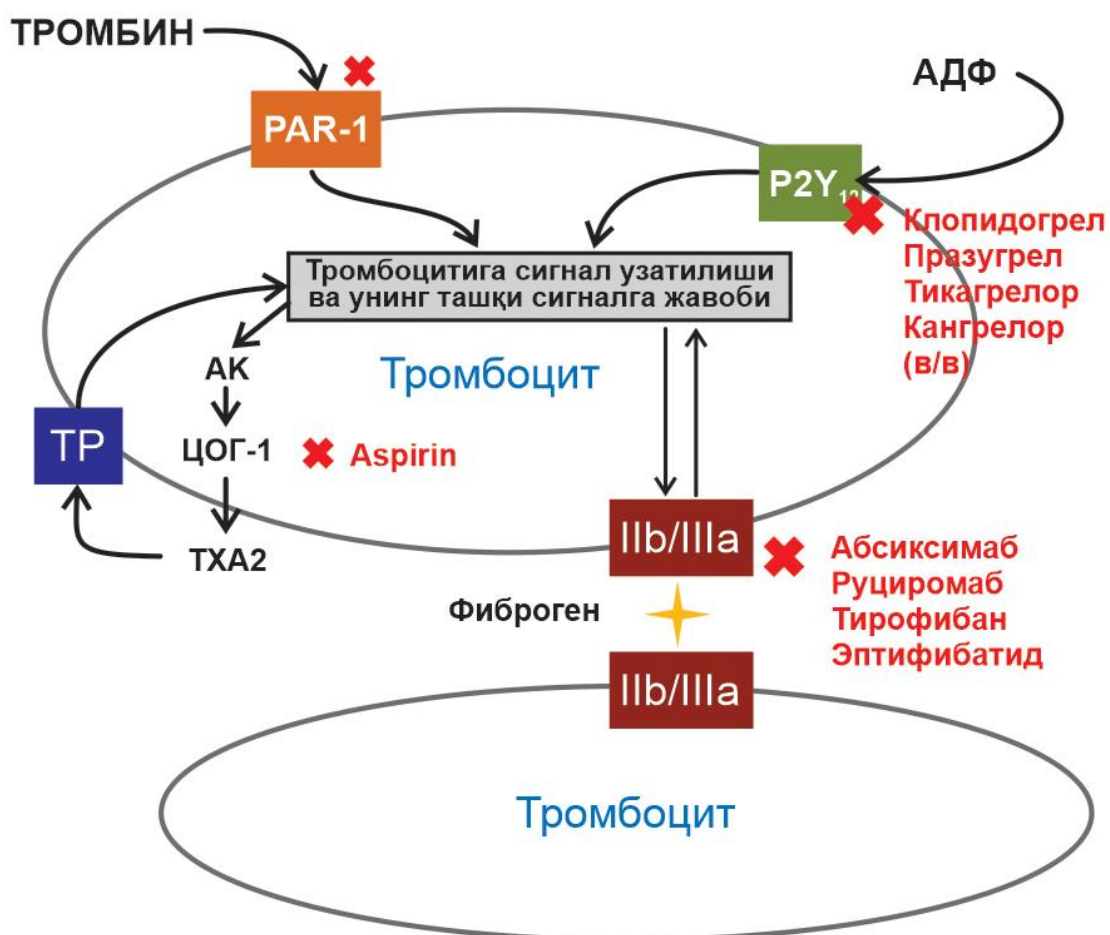 ТРОМБИН
АДФ
PAR-1
P2Y₁₂
Клопидогрел
Празугрел
Тикагрелор
Кангрелор
(в/в)
Тромбоцитига сигнал узатилиши
ва унинг ташқи сигналга жавоби
АК
Тромбоцит
TP
ЦОГ-1
Aspirin
ТХА2
IIb/IIIa
Абсиксимаб
Руциромаб
Тирофибан
Эптифибатид
Фиброген
IIb/IIIa
Тромбоцит